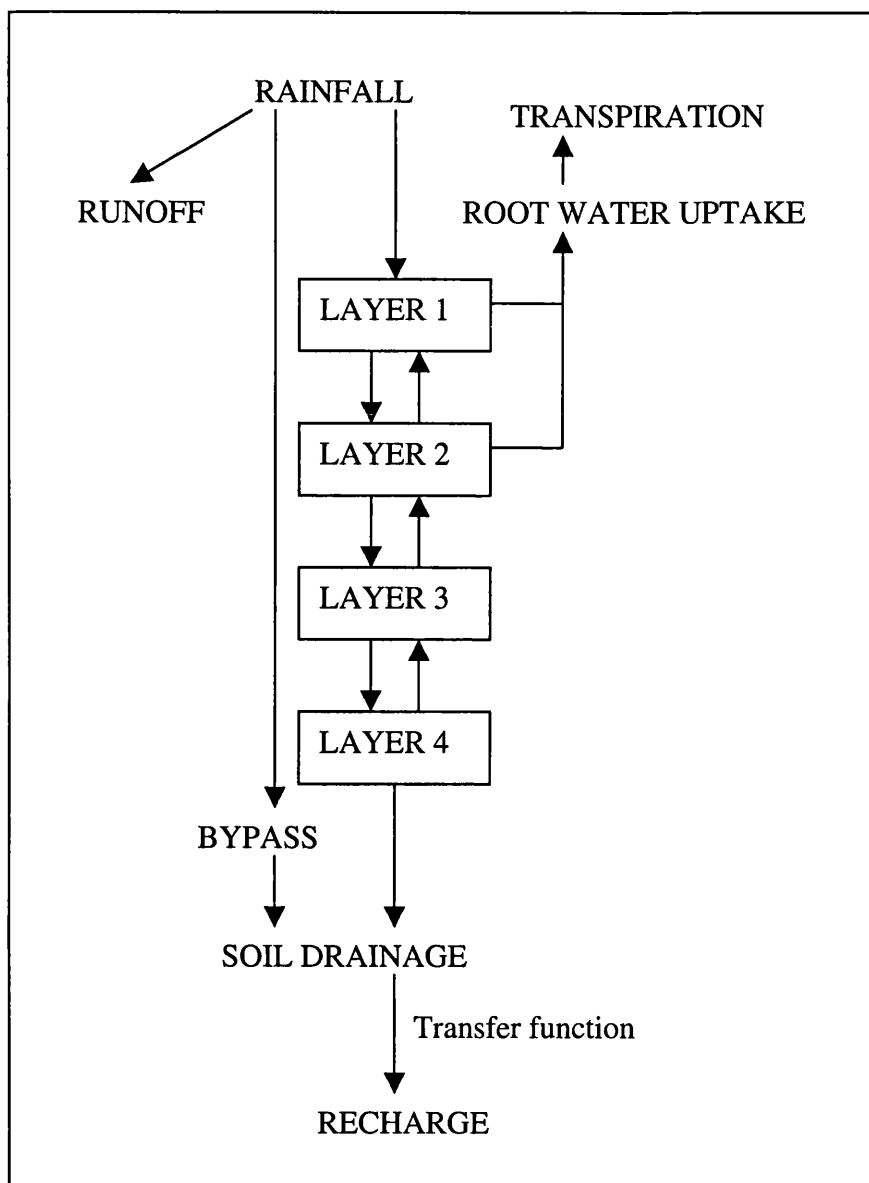 RAINFALL
TRANSPIRATION
RUNOFF
ROOT WATER UPTAKE
LAYER 1
LAYER 2
LAYER 3
LAYER 4
BYPASS
SOIL DRAINAGE
Transfer function
RECHARGE